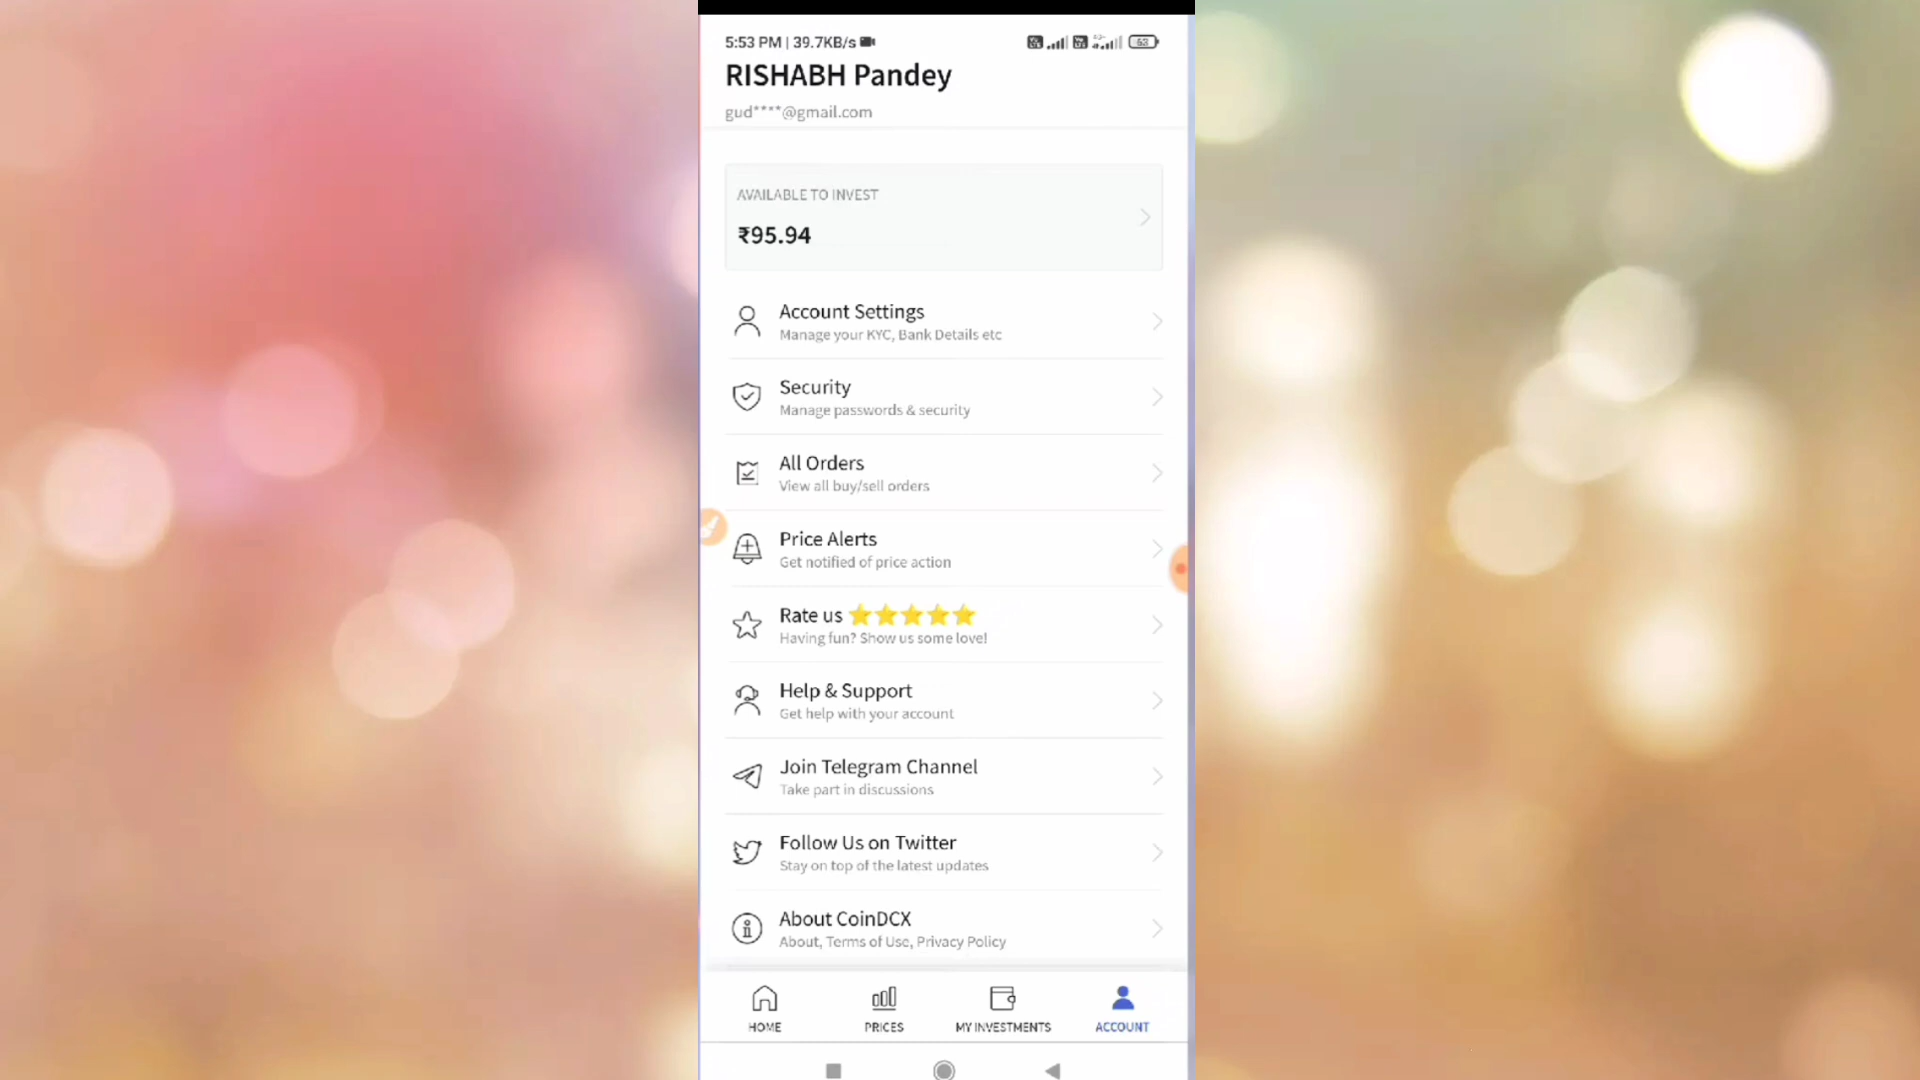 5:53 PM | 39.7KB/s
63
RISHABH Pandey
gud****@gmail.com
AVAILABLE TO INVEST
₹95.94
Account Settings
Manage your KYC, Bank Details etc
Security
Manage passwords & security
All Orders
View all buy/sell orders
Price Alerts
Get notified of price action
Rate us ⭐⭐⭐⭐⭐
Having fun? Show us some love!
Help & Support
Get help with your account
Join Telegram Channel
Take part in discussions
Follow Us on Twitter
Stay on top of the latest updates
About CoinDCX
About, Terms of Use, Privacy Policy
HOME
PRICES
MY INVESTMENTS
ACCOUNT